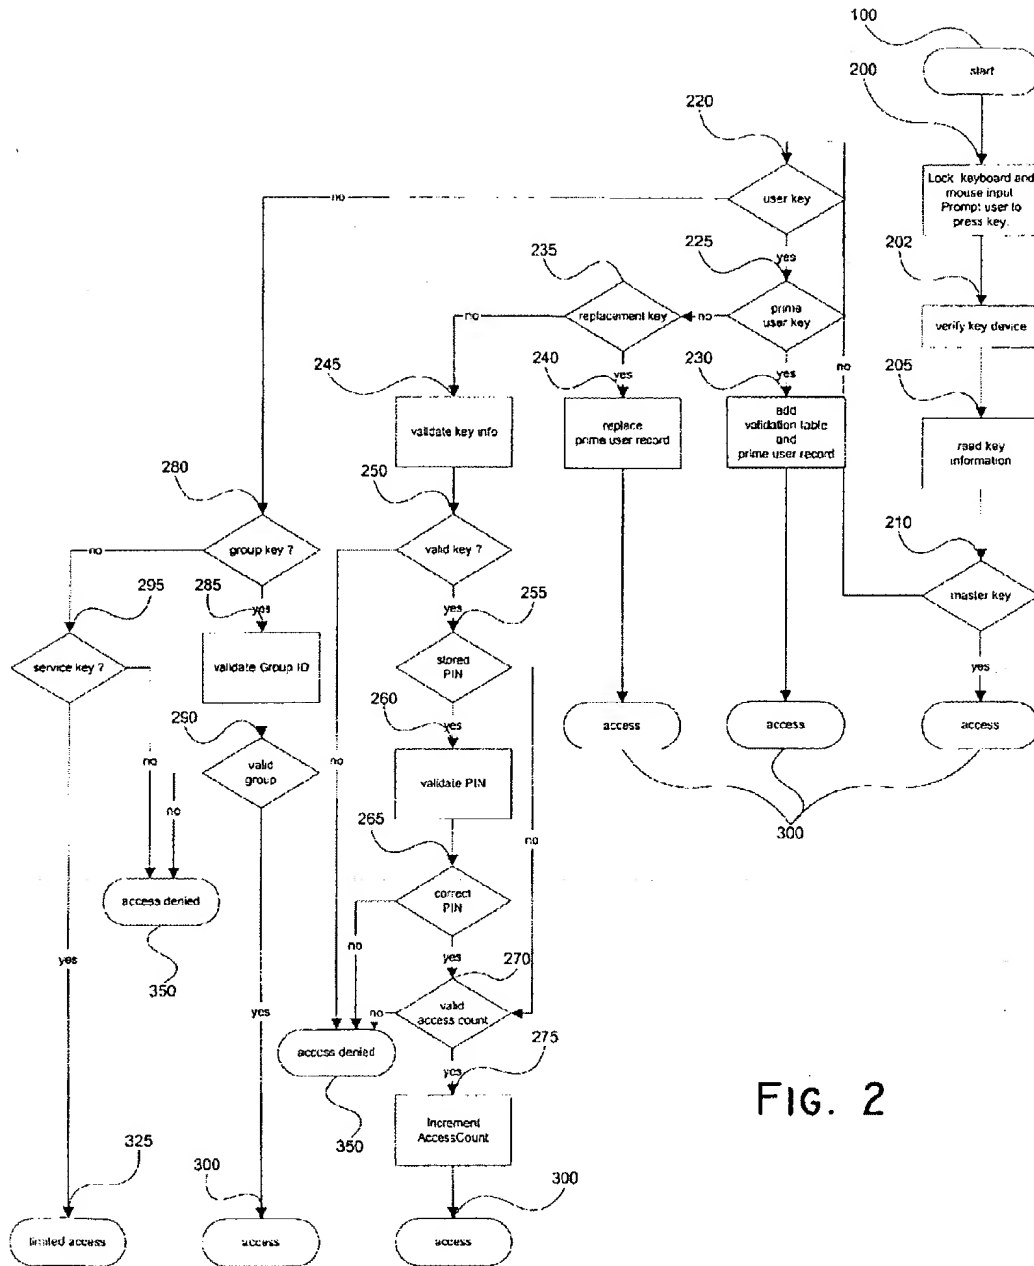 100
start
200
Lock keyboard and
mouse input
Prompt user to
press key.
220
user key
no
202
yes
225
235
verify key device
prime
user key
no
replacement key
no
yes
230
yes
240
no
205
245
add
validation table
and
prime user record
replace
prime user record
validate key info
read key
information
280
250
210
group key ?
valid key ?
master key
no
295
285
yes
yes
255
yes
service key ?
validate Group ID
stored
PIN
access
access
access
290
260
yes
no
valid
group
no
validate PIN
no
265
no
300
access denied
correct
PIN
350
no
yes
270
yes
yes
valid
access count
no
275
access denied
yes
350
Increment
AccessCount
FIG. 2
325
300
300
limited access
access
access